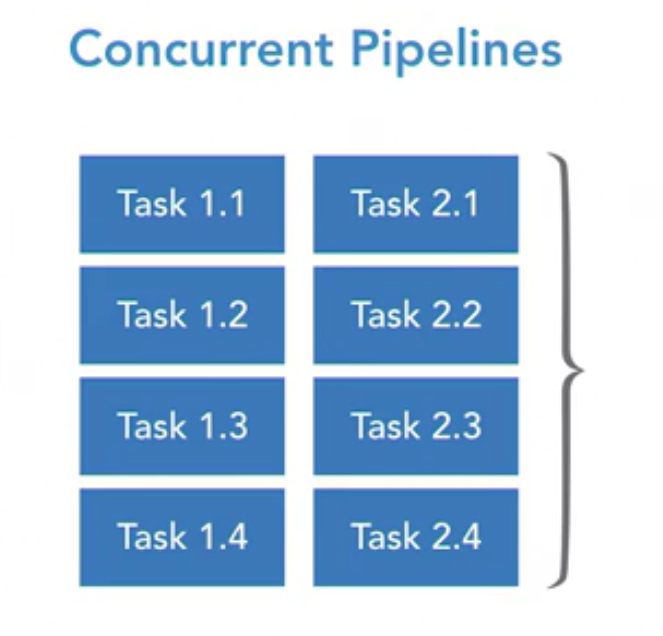 Concurrent Pipelines
Task 1.1 Task 2.1
Task 1.2 Task 2.2
Task 1.3 Task 2.3
Task 1.4 Task 2.4